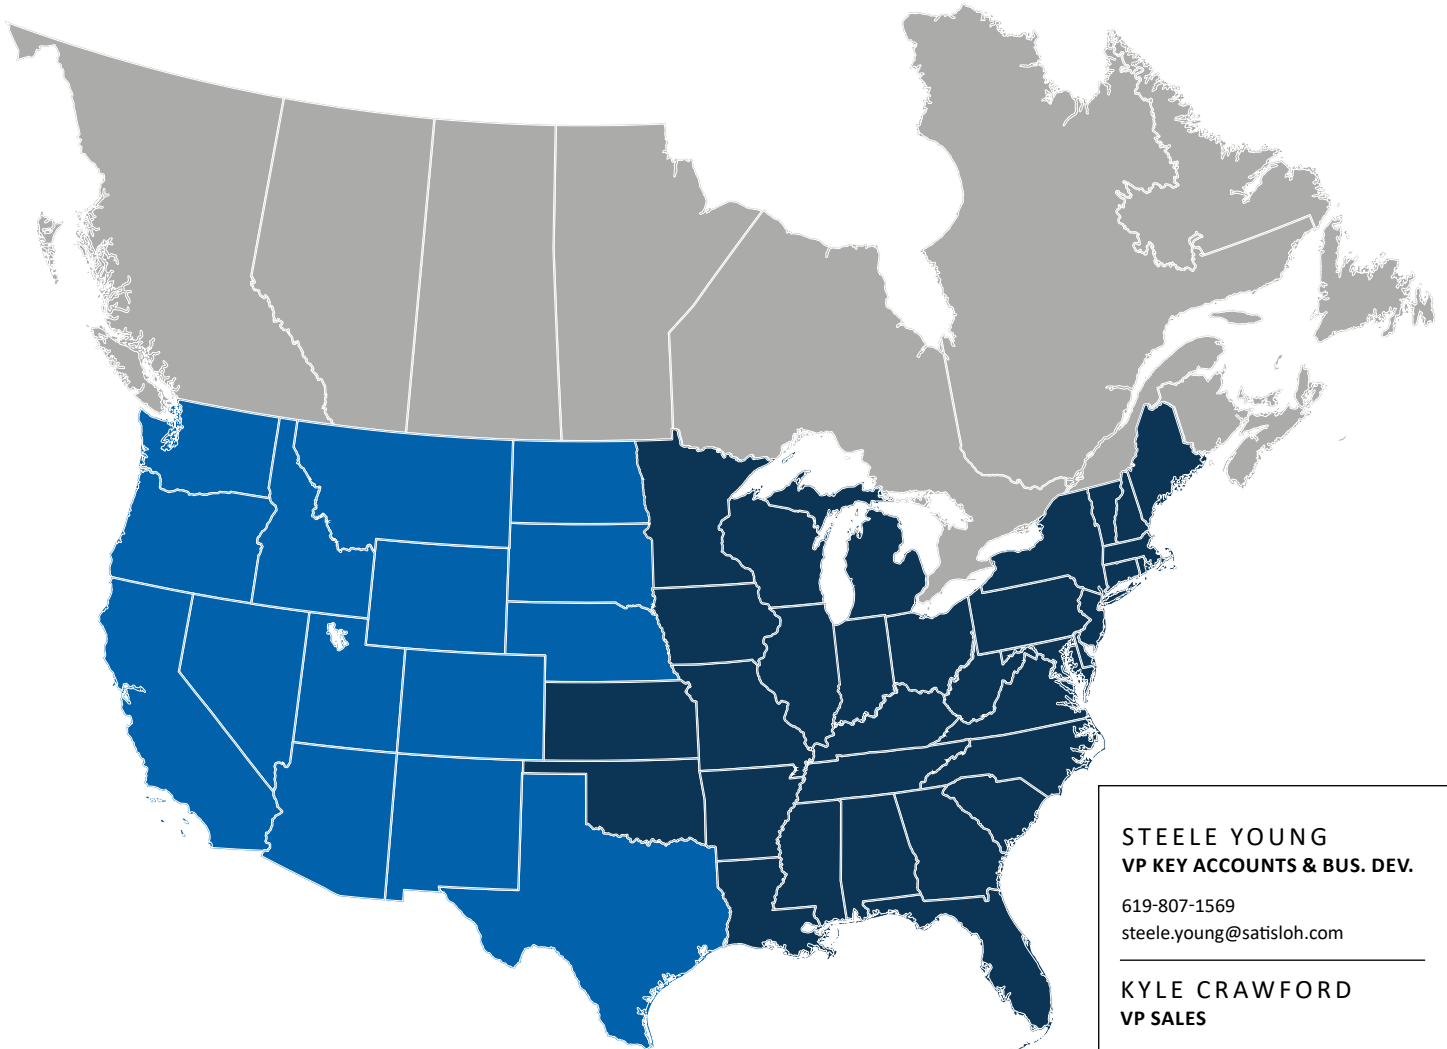 STEELE YOUNG
VP KEY ACCOUNTS & BUS. DEV.
619-807-1569
steele.young@satisloh.com
KYLE CRAWFORD
VP SALES